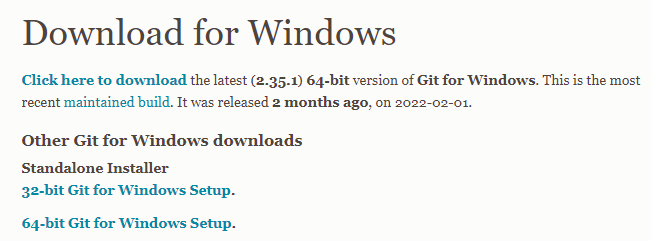 Download for Windows
Click here to download the latest (2.35.1) 64-bit version of Git for Windows. This is the most
recent maintained build. It was released 2 months ago, on 2022-02-01.
Other Git for Windows downloads
Standalone Installer
32-bit Git for Windows Setup.
64-bit Git for Windows Setup.